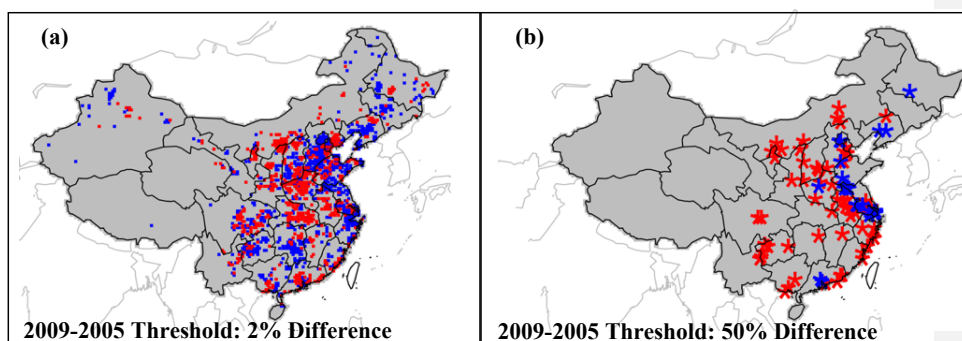 (a)
2009-2005 Threshold: 2% Difference
(b)
2009-2005 Threshold: 50% Difference